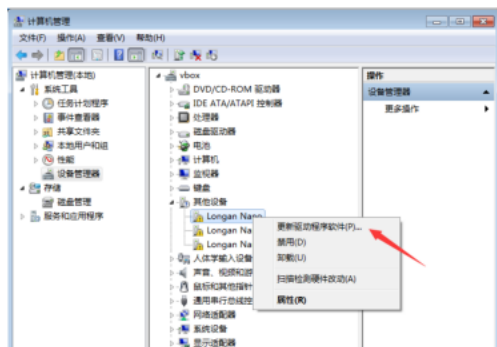 计算机管理
文件(F) 操作(A) 查看(V) 帮助(H)
计算机管理(本地)
系统工具
任务计划程序
事件查看器
共享文件夹
本地用户和组
性能
设备管理器
存储
磁盘管理
服务和应用程序
vbox
DVD/CD-ROM 驱动器
IDE ATA/ATAPI 控制器
处理器
磁盘驱动器
电池
计算机
监视器
键盘
其他设备
Longan Nano
Longan Na
Longan Na
人体学输入设备
声音、视频和游
鼠标和其他指针
通用串行总线控
网络适配器
系统设备
显示适配器
更新驱动程序软件(P)...
禁用(D)
卸载(U)
扫描检测硬件改动(A)
属性(R)
操作
设备管理器
更多操作